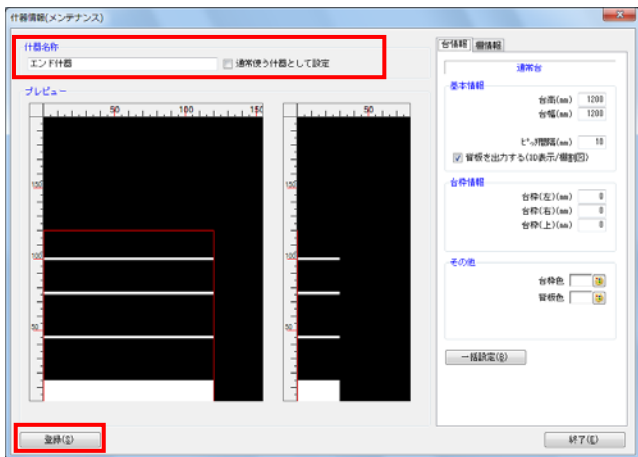 什器情報(メンテナンス)
什器名称
エンド什器
通常使う什器として設定
プレビュー
50 100 150
50
150
100
50
150
100
50
台情報 棚情報
通常台
基本情報
台高(mm) 1200
台幅(mm) 1200
ピッチ間隔(mm) 10
背板を出力する(3D表示/棚割図)
台枠情報
台枠(左)(mm) 0
台枠(右)(mm) 0
台枠(上)(mm) 0
その他
台枠色
背板色
一括設定(B)
登録(S)
終了(E)